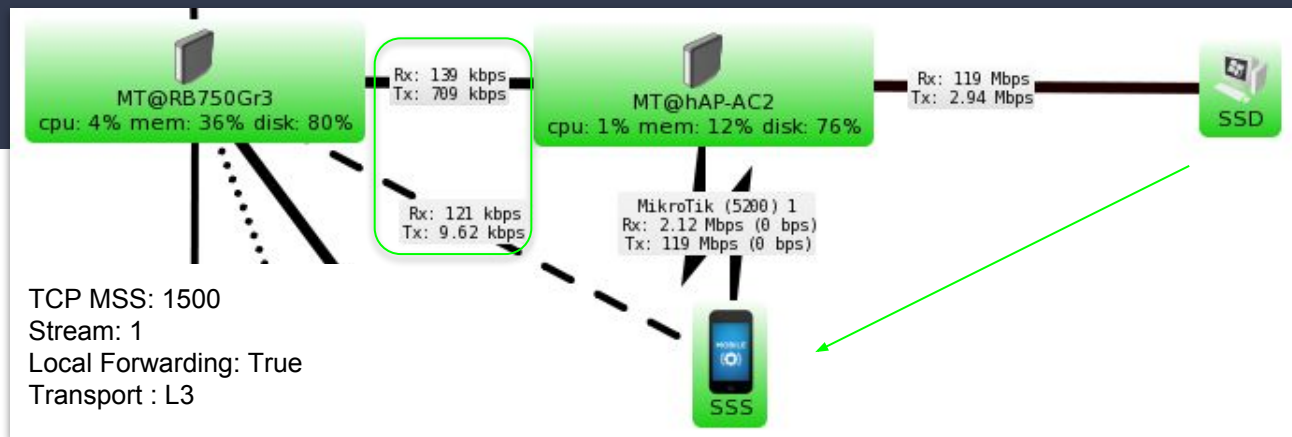 MT@RB750Gr3
cpu: 4% mem: 36% disk: 80%
Rx: 139 kbps
Tx: 709 kbps
MT@hAP-AC2
cpu: 1% mem: 12% disk: 76%
Rx: 119 Mbps
Tx: 2.94 Mbps
SSD
Rx: 121 kbps
Tx: 9.62 kbps
MikroTik (5200) 1
Rx: 2.12 Mbps (0 bps)
Tx: 119 Mbps (0 bps)
MOBILE
SSS
TCP MSS: 1500
Stream: 1
Local Forwarding: True
Transport : L3